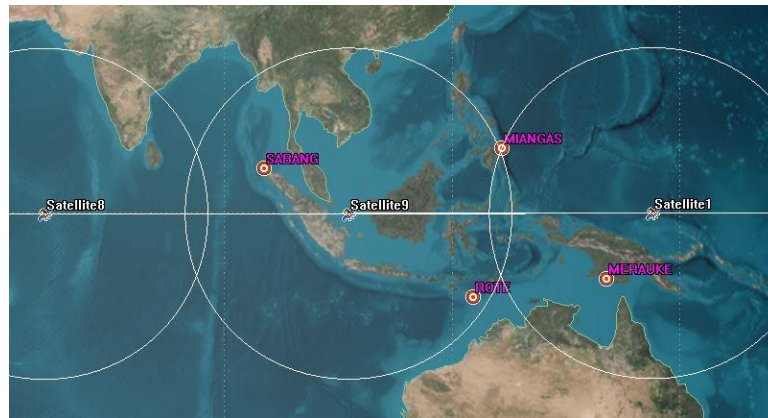 MIANGAS
SABANG
Satellite8
Satellite9
Satellite1
MERAUKE
ROTE